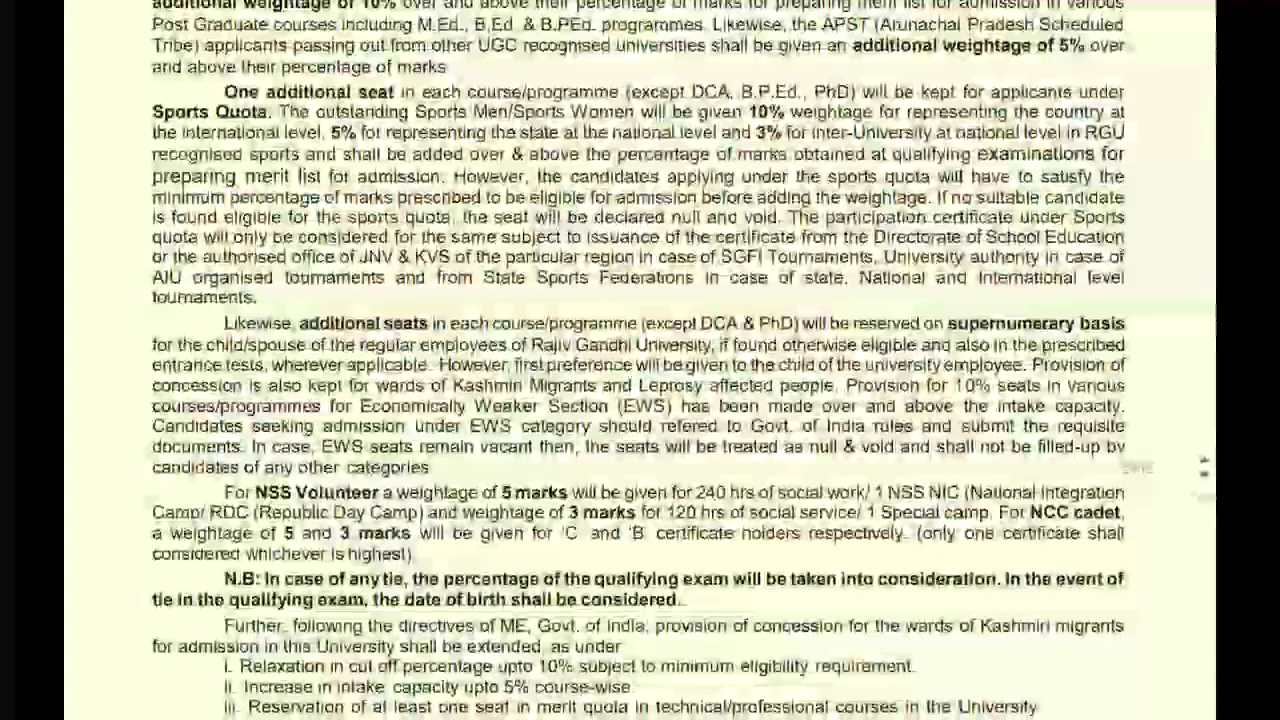 additional weightage of 10% over and above their percentage of marks for preparing merit list for admission in various
Post Graduate courses including M.Ed., B.Ed. & B.PEd. programmes. Likewise, the APST (Arunachal Pradesh Scheduled
Tribe) applicants passing out from other UGC recognised universities shall be given an additional weightage of 5% over
and above their percentage of marks
One additional seat in each course/programme (except DCA, B.P.Ed., PhD) will be kept for applicants under
Sports Quota. The outstanding Sports Men/Sports Women will be given 10% weightage for representing the country at
the international level, 5% for representing the state at the national level and 3% for Inter-University at national level in RGU
recognised sports and shall be added over & above the percentage of marks obtained at qualifying examinations for
preparing merit list for admission. However, the candidates applying under the sports quota will have to satisfy the
minimum percentage of marks prescribed to be eligible for admission before adding the weightage. If no suitable candidate
is found eligible for the sports quota, the seat will be declared null and void. The participation certificate under Sports
quota will only be considered for the same subject to issuance of the certificate from the Directorate of School Education
or the authorised office of JNV & KVS of the particular region in case of SGFI Tournaments, University authority in case of
AIU organised tournaments and from State Sports Federations in case of state, National and International level
tournaments.
Likewise, additional seats in each course/programme (except DCA & PhD) will be reserved on supernumerary basis
for the child/spouse of the regular employees of Rajiv Gandhi University, if found otherwise eligible and also in the prescribed
entrance tests, wherever applicable. However, first preference will be given to the child of the university employee. Provision of
concession is also kept for wards of Kashmiri Migrants and Leprosy affected people. Provision for 10% seats in various
courses/programmes for Economically Weaker Section (EWS) has been made over and above the intake capacity.
Candidates seeking admission under EWS category should refered to Govt. of India rules and submit the requisite
documents. In case, EWS seats remain vacant then, the seats will be treated as null & void and shall not be filled-up by
candidates of any other categories
For NSS Volunteer a weightage of 5 marks will be given for 240 hrs of social work/ 1 NSS NIC (National Integration
Camp/ RDC (Republic Day Camp) and weightage of 3 marks for 120 hrs of social service/ 1 Special camp. For NCC cadet,
a weightage of 5 and 3 marks will be given for 'C' and 'B' certificate holders respectively. (only one certificate shall
considered whichever is highest).
N.B: In case of any tie, the percentage of the qualifying exam will be taken into consideration. In the event of
tie in the qualifying exam, the date of birth shall be considered.
Further, following the directives of ME, Govt. of India, provision of concession for the wards of Kashmiri migrants
for admission in this University shall be extended, as under
i. Relaxation in cut off percentage upto 10% subject to minimum eligibility requirement.
ii. Increase in intake capacity upto 5% course-wise
iii. Reservation of at least one seat in merit quota in technical/professional courses in the University